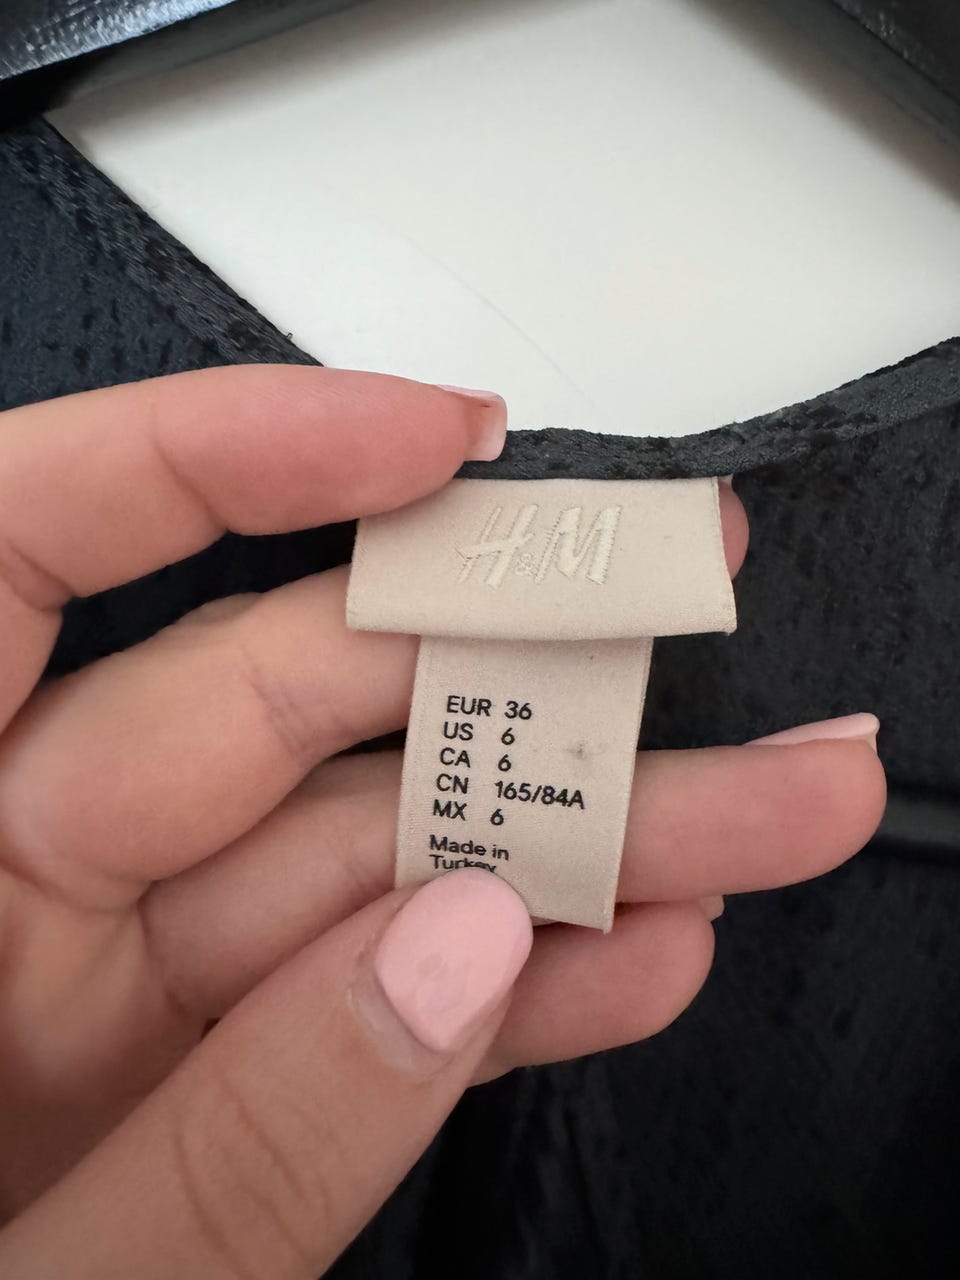 H&M
EUR 36
US 6
CA 6
CN 165/84A
MX 6
Made in
Turkey